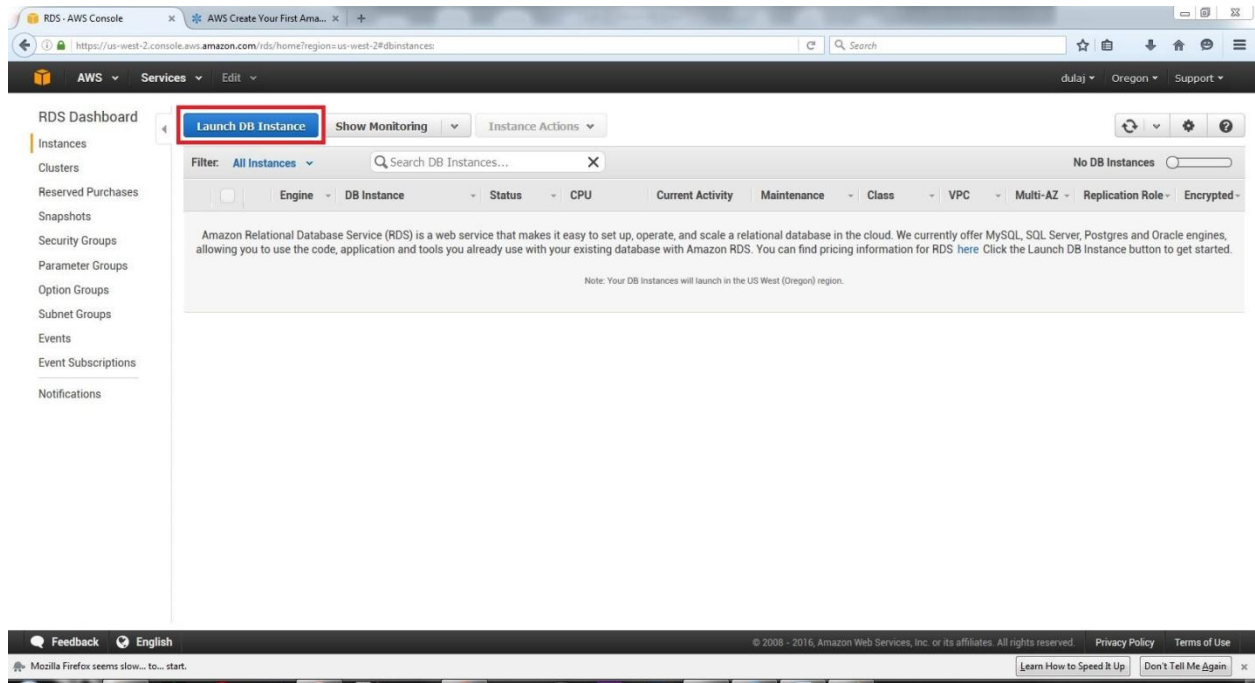 RDS · AWS Console
AWS Create Your First Ama...
https://us-west-2.console.aws.amazon.com/rds/home?region=us-west-2#dbinstances:
Search
AWS Services Edit
dulaj Oregon Support
RDS Dashboard
Instances
Clusters
Reserved Purchases
Snapshots
Security Groups
Parameter Groups
Option Groups
Subnet Groups
Events
Event Subscriptions
Notifications
Launch DB Instance Show Monitoring Instance Actions
Filter: All Instances Search DB Instances... X No DB Instances
Engine DB Instance Status CPU Current Activity Maintenance Class VPC Multi-AZ Replication Role Encrypted
Amazon Relational Database Service (RDS) is a web service that makes it easy to set up, operate, and scale a relational database in the cloud. We currently offer MySQL, SQL Server, Postgres and Oracle engines,
allowing you to use the code, application and tools you already use with your existing database with Amazon RDS. You can find pricing information for RDS here Click the Launch DB Instance button to get started.
Note: Your DB Instances will launch in the US West (Oregon) region.
Feedback English
© 2008 - 2016, Amazon Web Services, Inc. or its affiliates. All rights reserved. Privacy Policy Terms of Use
Mozilla Firefox seems slow... to... start.
Learn How to Speed It Up Don't Tell Me Again